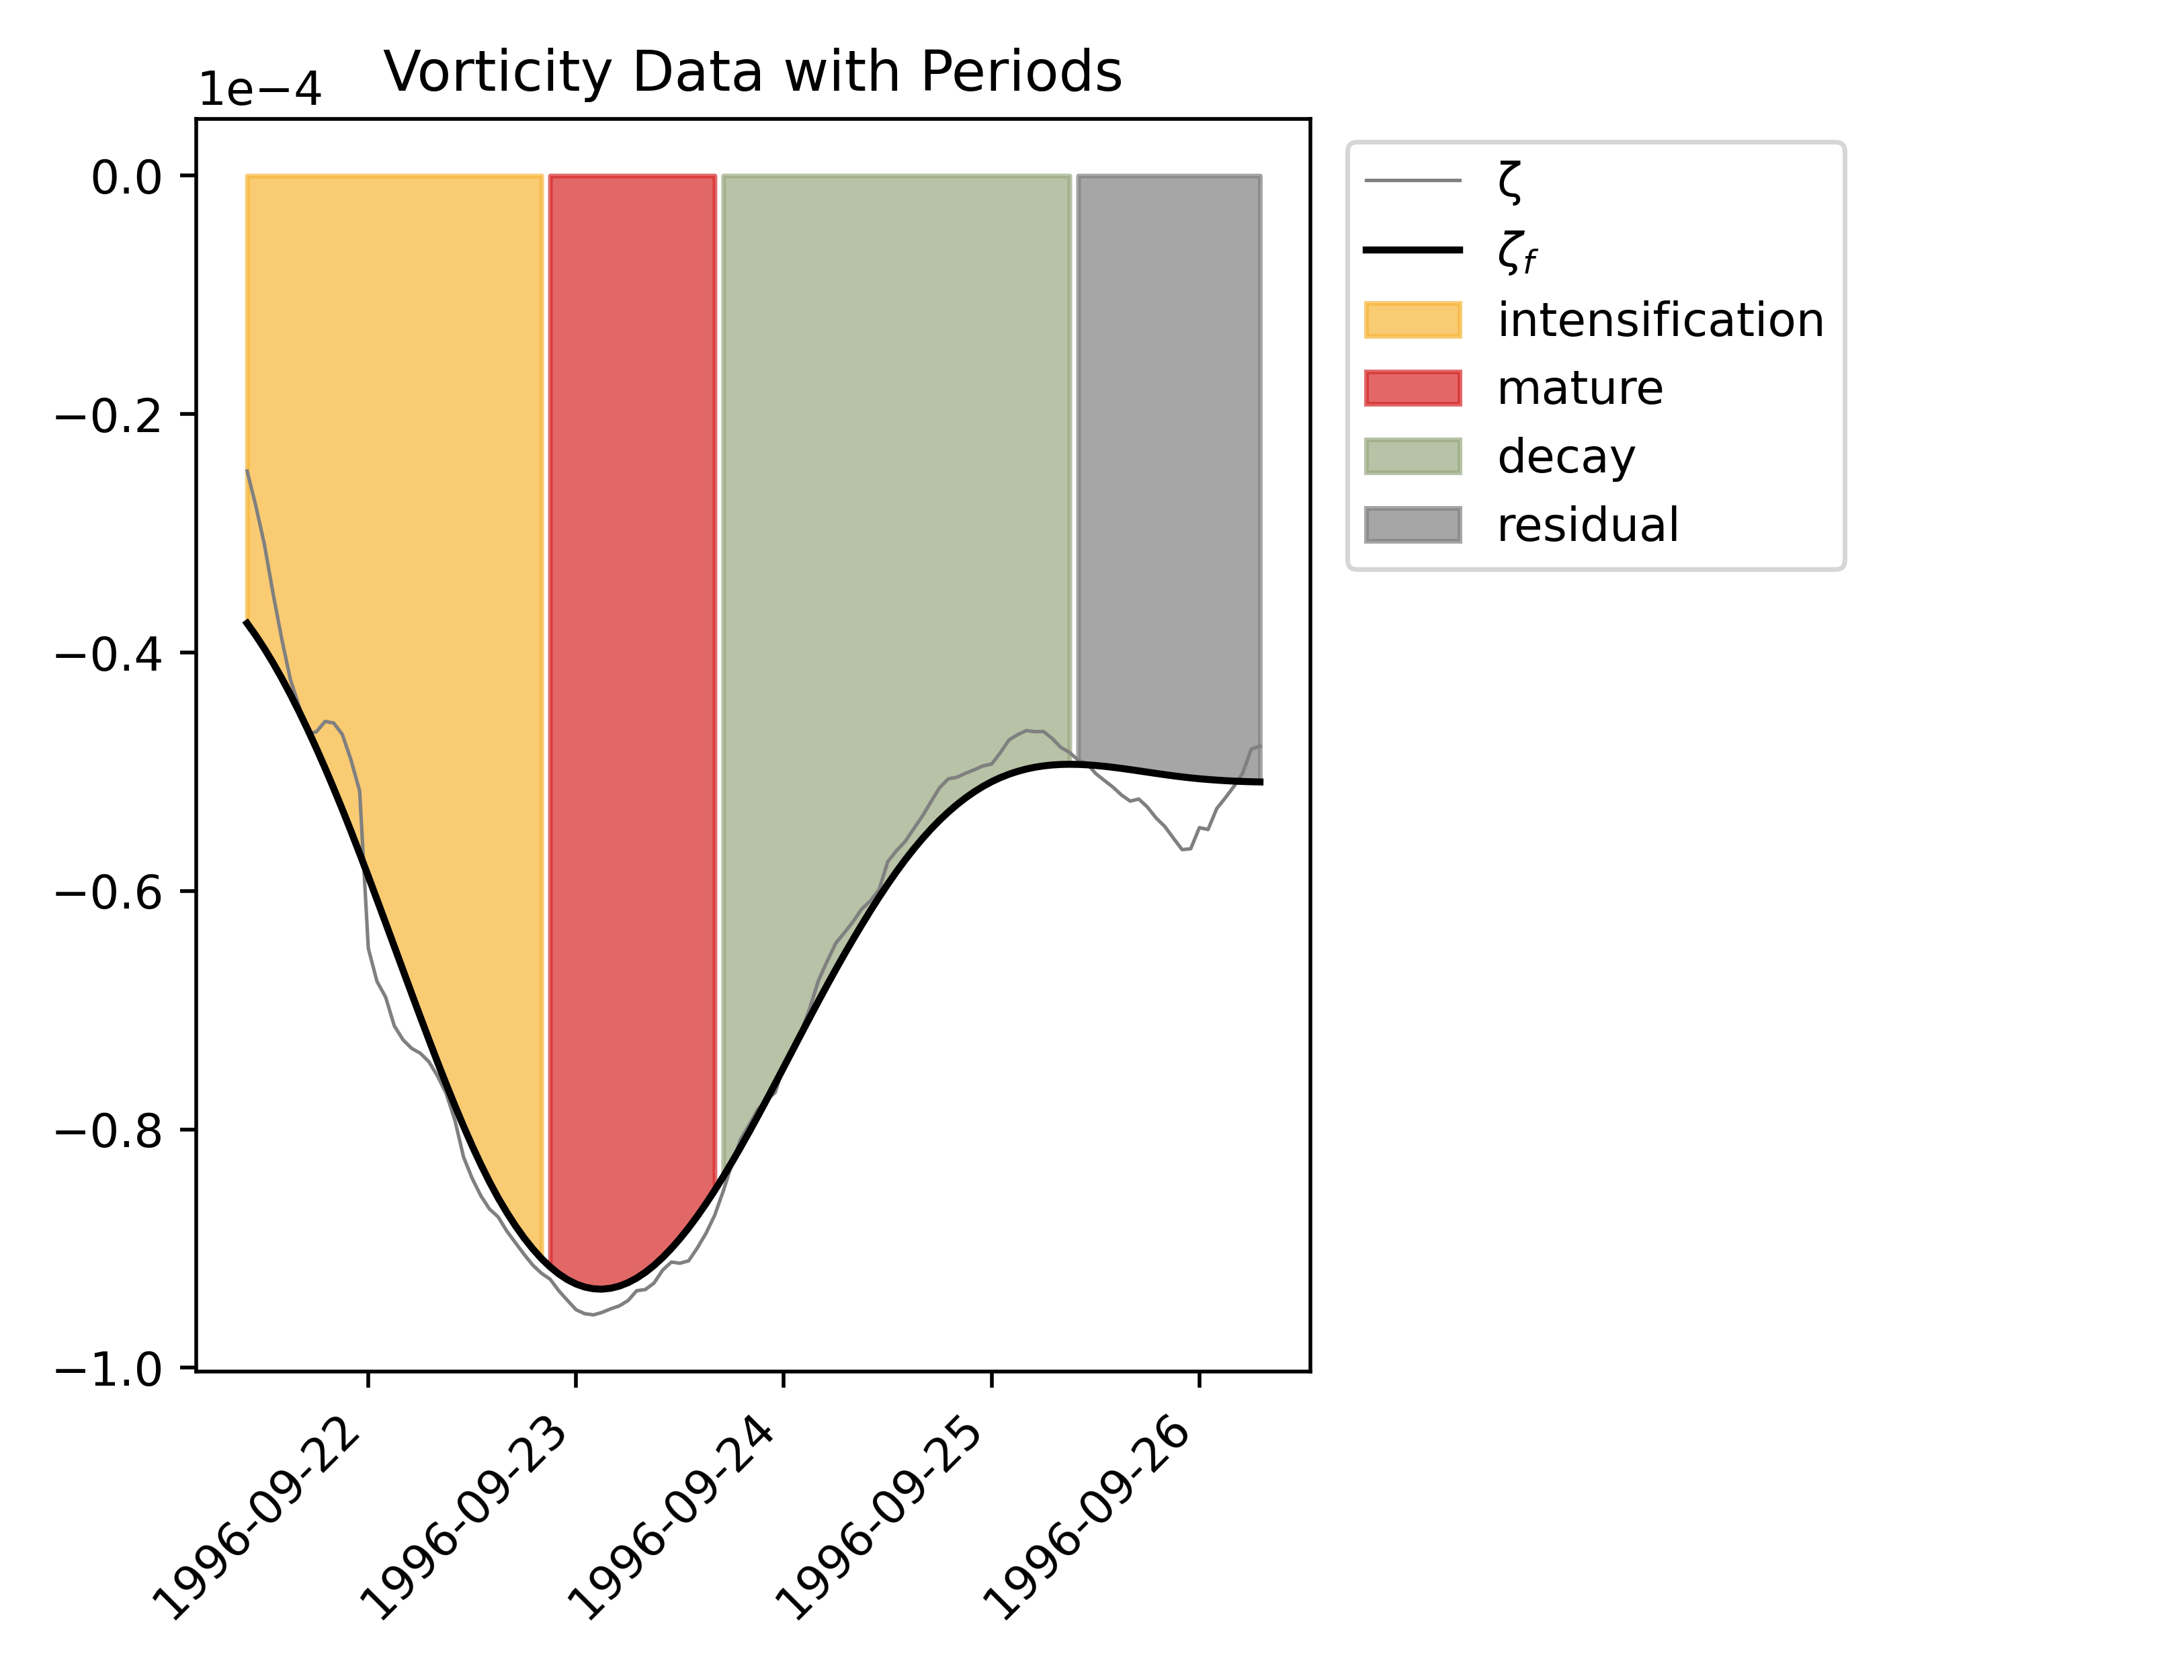 Vorticity Data with Periods
1e−4
0.0
−0.2
−0.4
−0.6
−0.8
−1.0
1996-09-22
1996-09-23
1996-09-24
1996-09-25
1996-09-26
ζ
ζf
intensification
mature
decay
residual